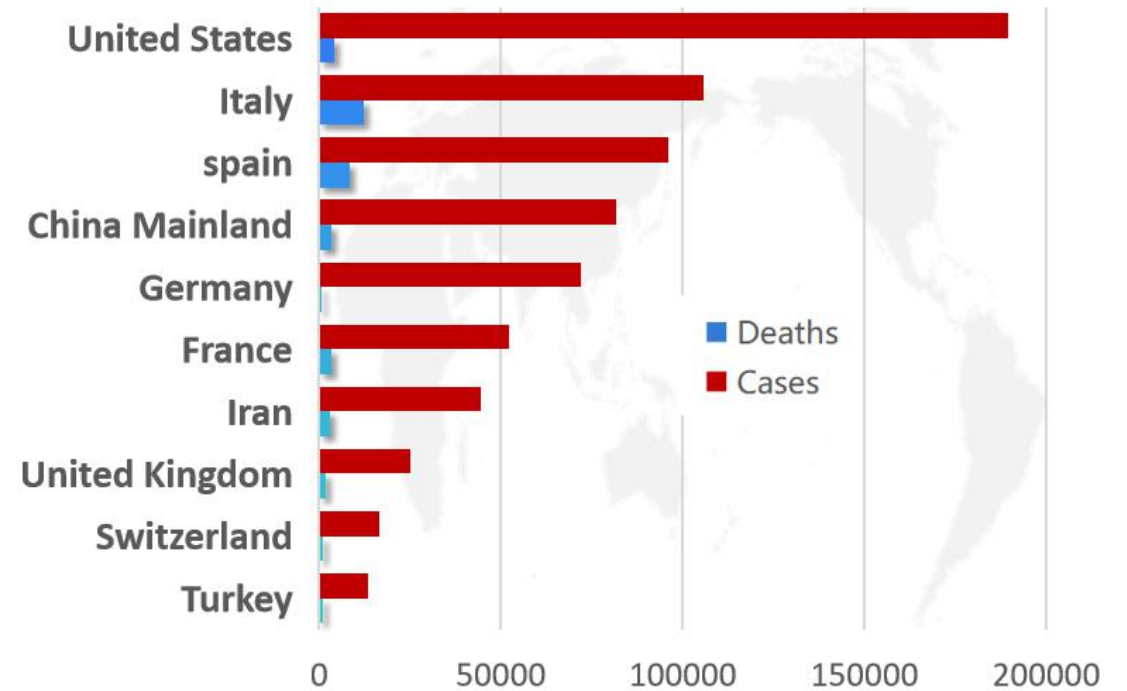 United States
Italy
spain
China Mainland
Germany
France
Iran
United Kingdom
Switzerland
Turkey
Deaths
Cases
0 50000 100000 150000 200000